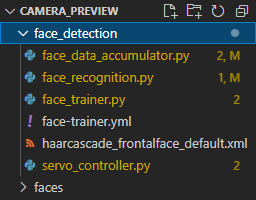 CAMERA_PREVIEW
face_detection
face_data_accumulator.py 2, M
face_recognition.py 1, M
face_trainer.py 2
! face-trainer.yml
haarcascade_frontalface_default.xml
servo_controller.py 2
faces